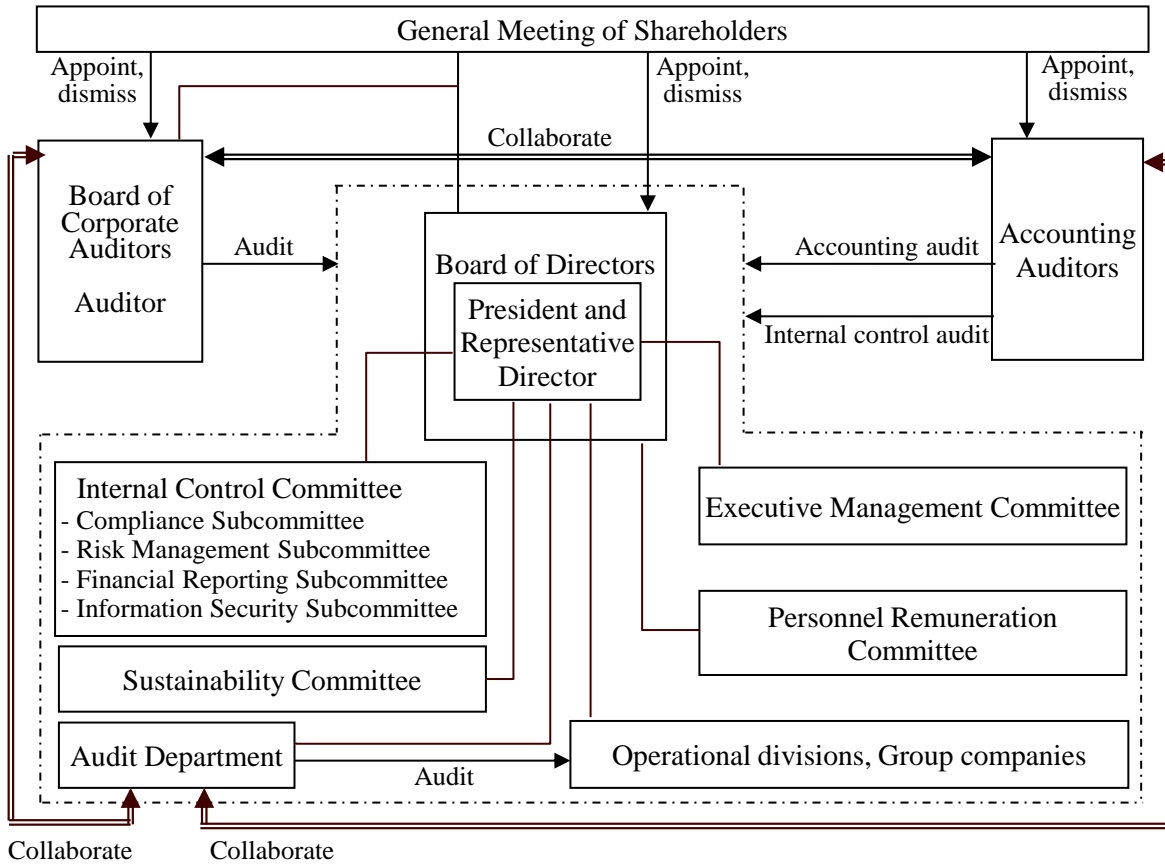 General Meeting of Shareholders
Appoint,
dismiss
Appoint,
dismiss
Appoint,
dismiss
Collaborate
Board of
Corporate
Auditors
Auditor
Audit
Board of Directors
President and
Representative
Director
Accounting audit
Internal control audit
Accounting
Auditors
Internal Control Committee
- Compliance Subcommittee
- Risk Management Subcommittee
- Financial Reporting Subcommittee
- Information Security Subcommittee
Executive Management Committee
Personnel Remuneration
Committee
Sustainability Committee
Audit Department
Audit
Operational divisions, Group companies
Collaborate
Collaborate